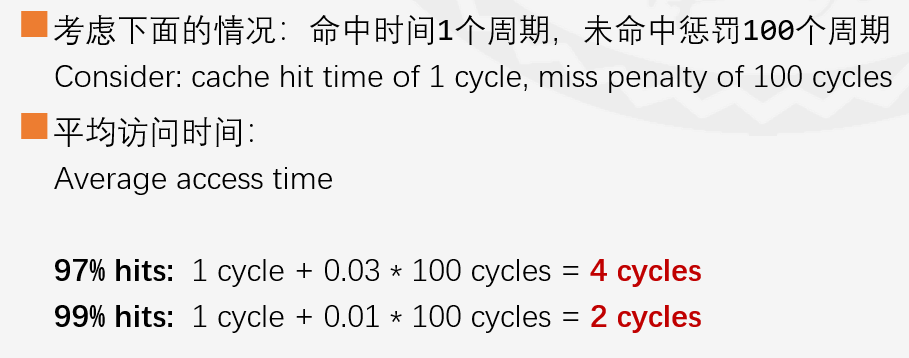 考虑下面的情况：命中时间1个周期，未命中惩罚100个周期
Consider: cache hit time of 1 cycle, miss penalty of 100 cycles
平均访问时间：
Average access time
97% hits: 1 cycle + 0.03 * 100 cycles = 4 cycles
99% hits: 1 cycle + 0.01 * 100 cycles = 2 cycles